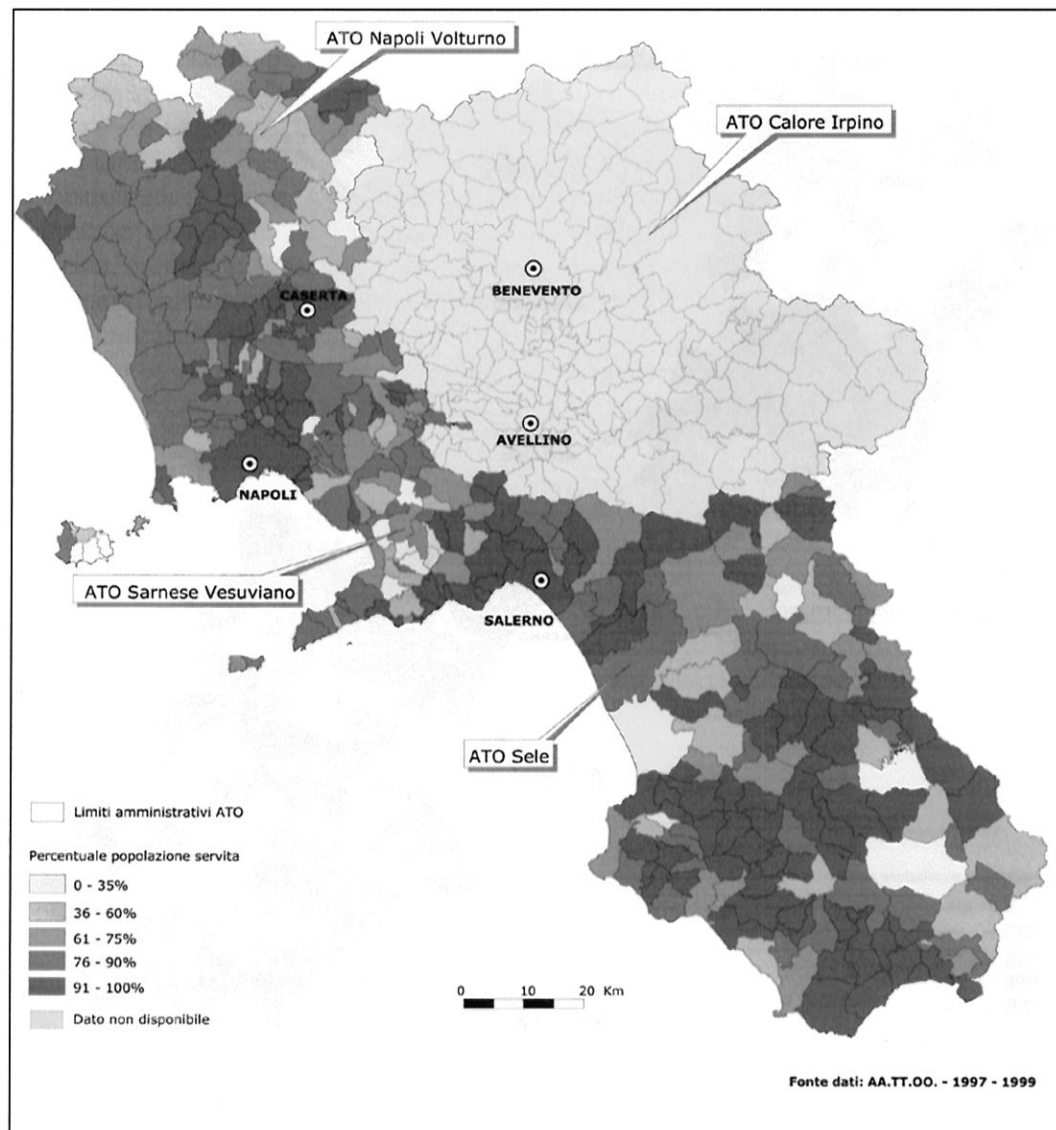 ATO Napoli Volturno
ATO Calore Irpino
BENEVENTO
CASERTA
AVELLINO
NAPOLI
ATO Sarnese Vesuviano
SALERNO
ATO Sele
Limiti amministrativi ATO
Percentuale popolazione servita
0 - 35%
36 - 60%
61 - 75%
76 - 90%
91 - 100%
Dato non disponibile
0 10 20 Km
Fonte dati: AA.TT.OO. - 1997 - 1999